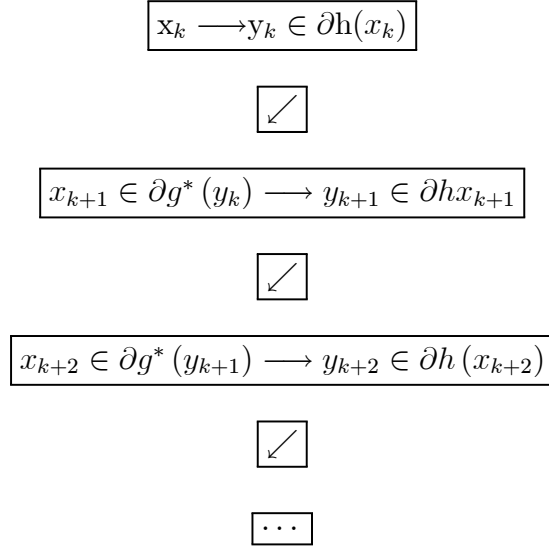 x_k ⟶ y_k ∈ ∂h(x_k)
↙
x_{k+1} ∈ ∂g* (y_k) ⟶ y_{k+1} ∈ ∂hx_{k+1}
↙
x_{k+2} ∈ ∂g* (y_{k+1}) ⟶ y_{k+2} ∈ ∂h (x_{k+2})
↙
⋯